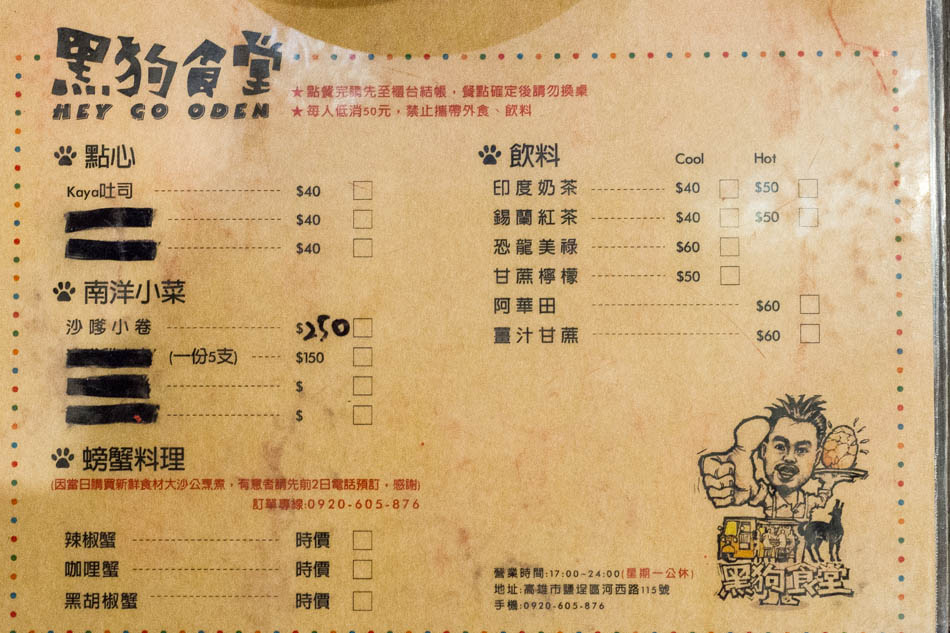 黑狗食堂
HEY GO ODEN
★點餐完請先至櫃台結帳，餐點確定後請勿換桌
★每人低消50元，禁止攜帶外食、飲料
點心
Kaya吐司 $40
$40
$40
南洋小菜
沙嗲小卷 $250
(一份5支) $150
$
$
螃蟹料理
(因當日購買新鮮食材大沙公烹煮，有意者請先前2日電話預訂，感謝)
訂單專線:0920-605-876
辣椒蟹 時價
咖哩蟹 時價
黑胡椒蟹 時價
飲料 Cool Hot
印度奶茶 $40 $50
錫蘭紅茶 $40 $50
恐龍美祿 $60
甘蔗檸檬 $50
阿華田 $60
薑汁甘蔗 $60
黑狗食堂
營業時間:17:00~24:00(星期一公休)
地址:高雄市鹽埕區河西路115號
手機:0920-605-876